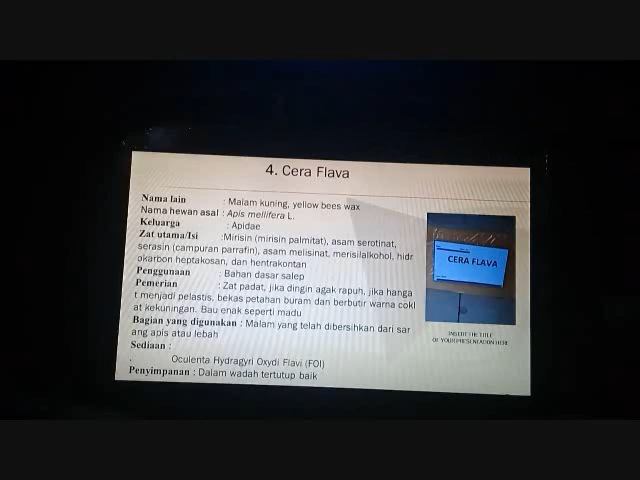 4. Cera Flava
Nama lain : Malam kuning, yellow bees wax
Nama hewan asal : Apis mellifera L.
Keluarga : Apidae
Zat utama/Isi : Mirisin (mirisin palmitat), asam serotinat,
serasin (campuran parrafin), asam melisinat, merisilalkohol, hidr
okarbon heptakosan, dan hentrakontan
Penggunaan : Bahan dasar salep
Pemerian : Zat padat, jika dingin agak rapuh, jika hanga
t menjadi pelastis, bekas petahan buram dan berbutir warna cokl
at kekuningan. Bau enak seperti madu
Bagian yang digunakan : Malam yang telah dibersihkan dari sar
ang apis atau lebah
Sediaan :
. Oculenta Hydragyri Oxydi Flavi (FOI)
Penyimpanan : Dalam wadah tertutup baik
CERA FLAVA
INSERT THE TITLE
OF YOUR PRESENTATION HERE